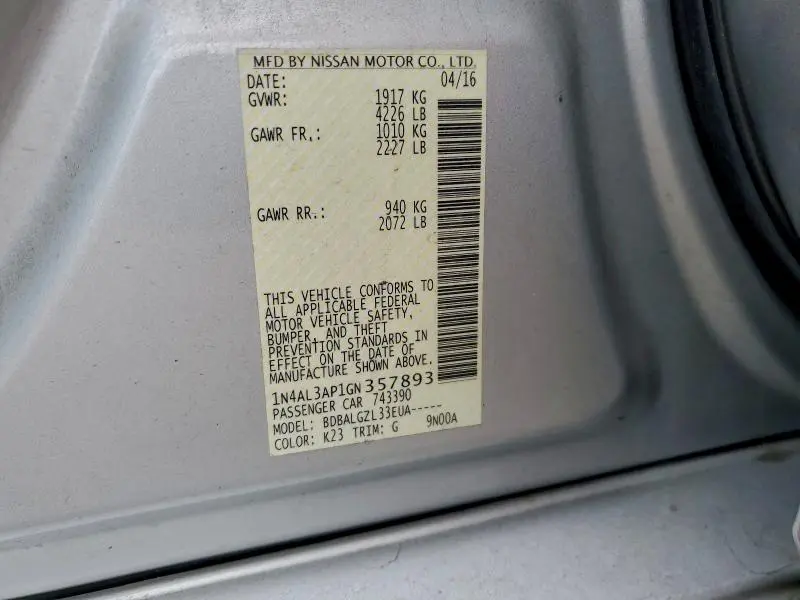 MFD BY NISSAN MOTOR CO., LTD.
DATE: 04/16
GVWR: 1917 KG
4226 LB
GAWR FR,: 1010 KG
2227 LB
GAWR RR.: 940 KG
2072 LB
THIS VEHICLE CONFORMS TO
ALL APPLICABLE FEDERAL
MOTOR VEHICLE SAFETY,
BUMPER, AND THEFT
PREVENTION STANDARDS IN
EFFECT ON THE DATE OF
MANUFACTURE SHOWN ABOVE.
1N4AL3AP1GN357893
PASSENGER CAR 743390
MODEL: BDBALGZL33EUA-----
COLOR: K23 TRIM: G 9N00A